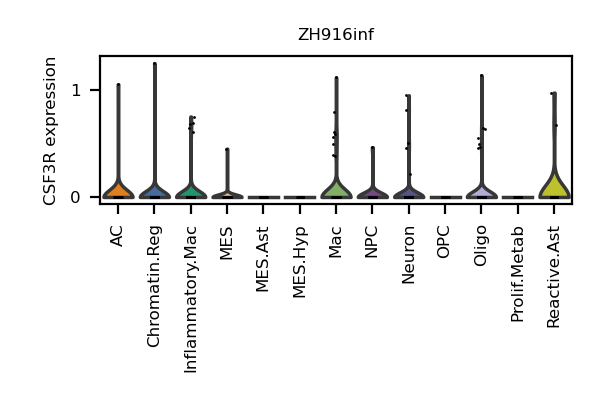 ZH916inf
CSF3R expression
1
0
AC
Chromatin.Reg
Inflammatory.Mac
MES
MES.Ast
MES.Hyp
Mac
NPC
Neuron
OPC
Oligo
Prolif.Metab
Reactive.Ast